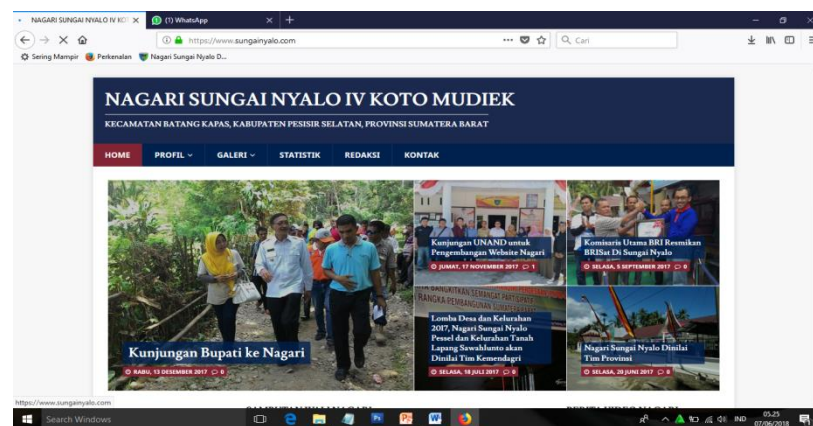 NAGARI SUNGAI NYALO IV KOT
(1) WhatsApp
https://www.sungainyalo.com
Cari
Sering Mampir
Perkenalan
Nagari Sungai Nyalo D...
NAGARI SUNGAI NYALO IV KOTO MUDIEK
KECAMATAN BATANG KAPAS, KABUPATEN PESISIR SELATAN, PROVINSI SUMATERA BARAT
HOME PROFIL GALERI STATISTIK REDAKSI KONTAK
Kunjungan Bupati ke Nagari
RABU, 13 DESEMBER 2017 0
Kunjungan UNAND untuk
Pengembangan Website Nagari
JUMAT, 17 NOVEMBER 2017 1
Komisaris Utama BRI Resmikan
BRISat Di Sungai Nyalo
SELASA, 5 SEPTEMBER 2017 0
BANGKITKAN SEMANGAT PARTISIPA
RANGKA PEMBANGUNAN
Lomba Desa dan Kelurahan
2017, Nagari Sungai Nyalo
Pessel dan Kelurahan Tanah
Lapang Sawahlunto akan
Dinilai Tim Kemendagri
SELASA, 18 JULI 2017 0
Nagari Sungai Nyalo Dinilai
Tim Provinsi
SELASA, 20 JUNI 2017 0
https://www.sungainyalo.com
Search Windows
IND
05.25
07/06/2018